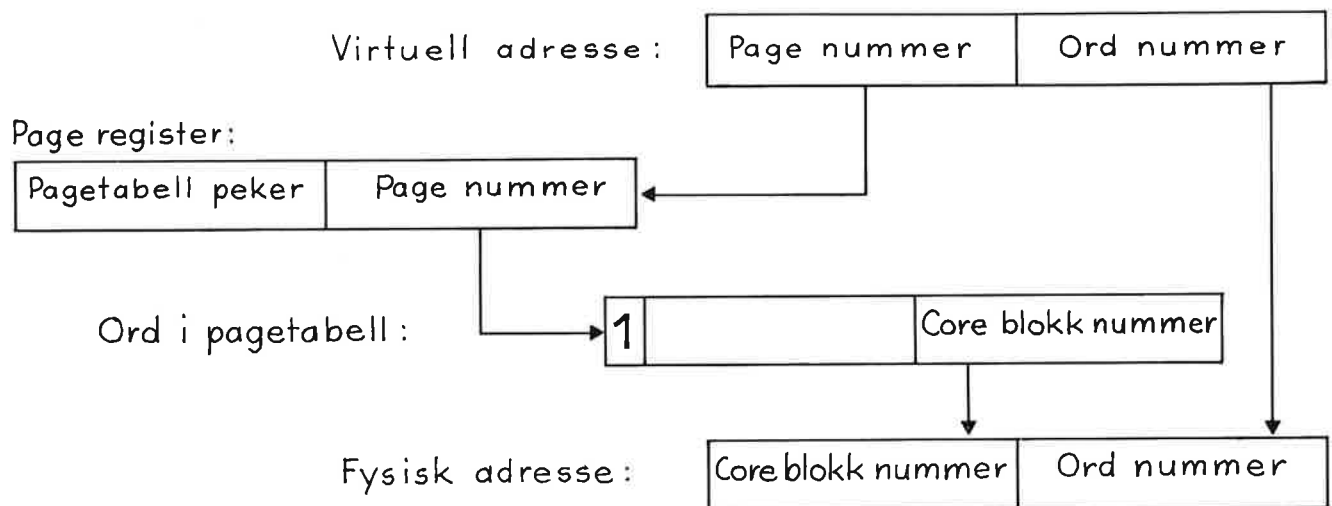 Virtuell adresse: Page nummer Ord nummer
Page register:
Pagetabell peker Page nummer
Ord i pagetabell: 1 Core blokk nummer
Fysisk adresse: Core blokk nummer Ord nummer